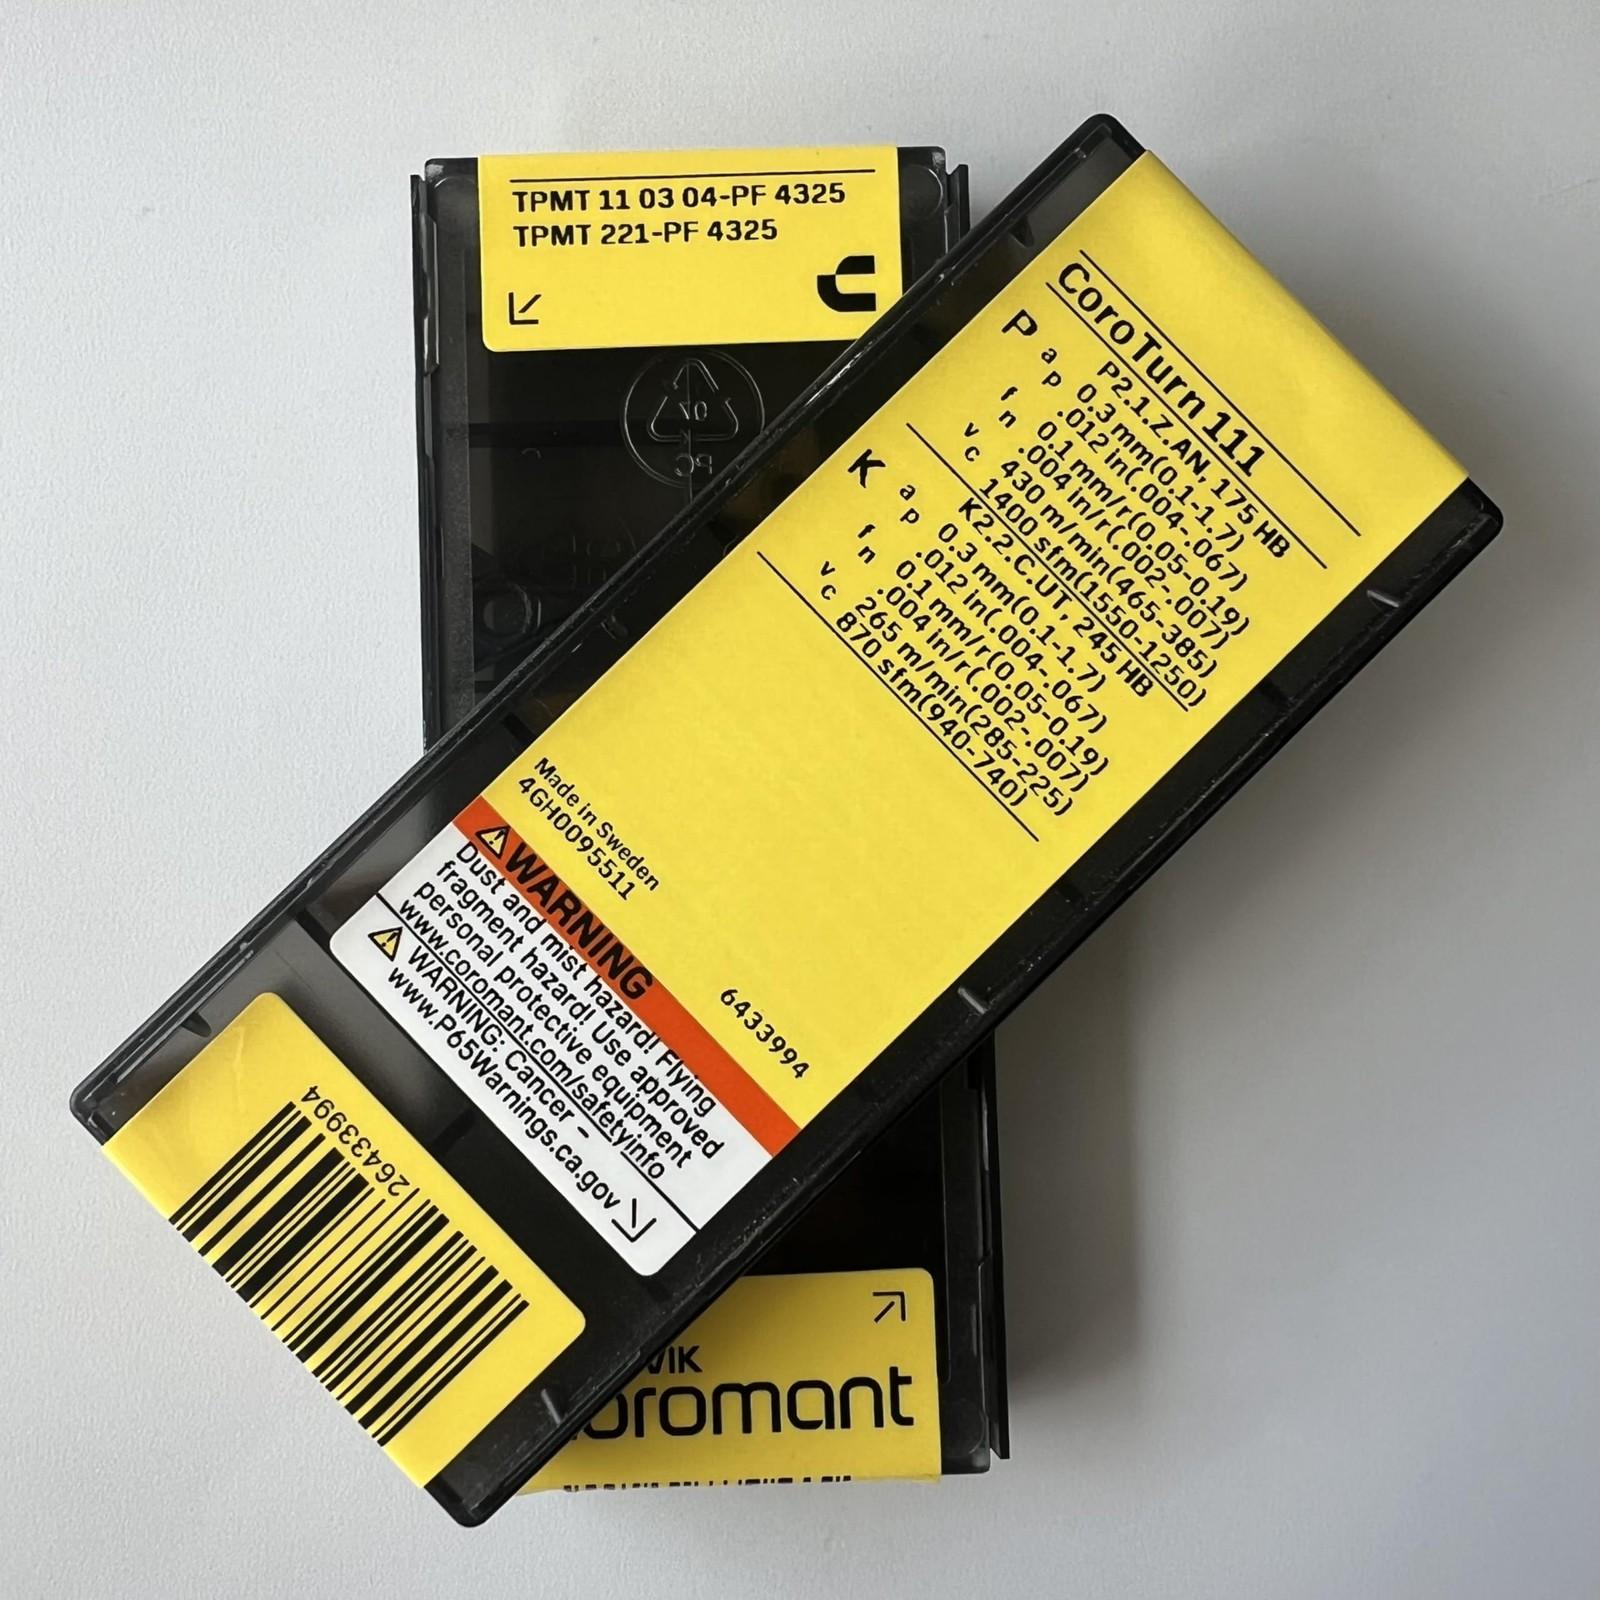 TPMT 11 03 04-PF 4325
TPMT 221-PF 4325
07
PC
CoroTurn 111
P P2.1.Z.AN, 175 HB
ap 0.3 mm(0.1-1.7)
.012 in(.004-.067)
fn 0.1 mm/r(0.05-0.19)
.004 in/r(.002-.007)
vc 430 m/min(465-385)
1400 sfm(1550-1250)
K K2.2.C.UT, 245 HB
ap 0.3 mm(0.1-1.7)
.012 in(.004-.067)
fn 0.1 mm/r(0.05-0.19)
.004 in/r(.002-.007)
vc 265 m/min(285-225)
870 sfm(940-740)
Made in Sweden
4GH0095511
6433994
WARNING
Dust and mist hazard! Flying
fragment hazard! Use approved
personal protective equipment
www.coromant.com/safetyinfo
WARNING: Cancer –
www.P65Warnings.ca.gov
26433994
VIK
oromant